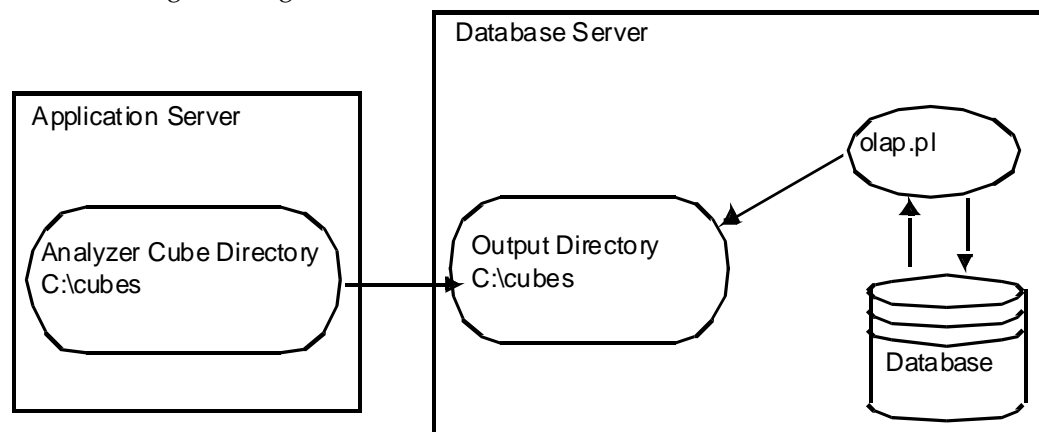 Database Server
Application Server
olap.pl
Analyzer Cube Directory
C:\cubes
Output Directory
C:\cubes
Database